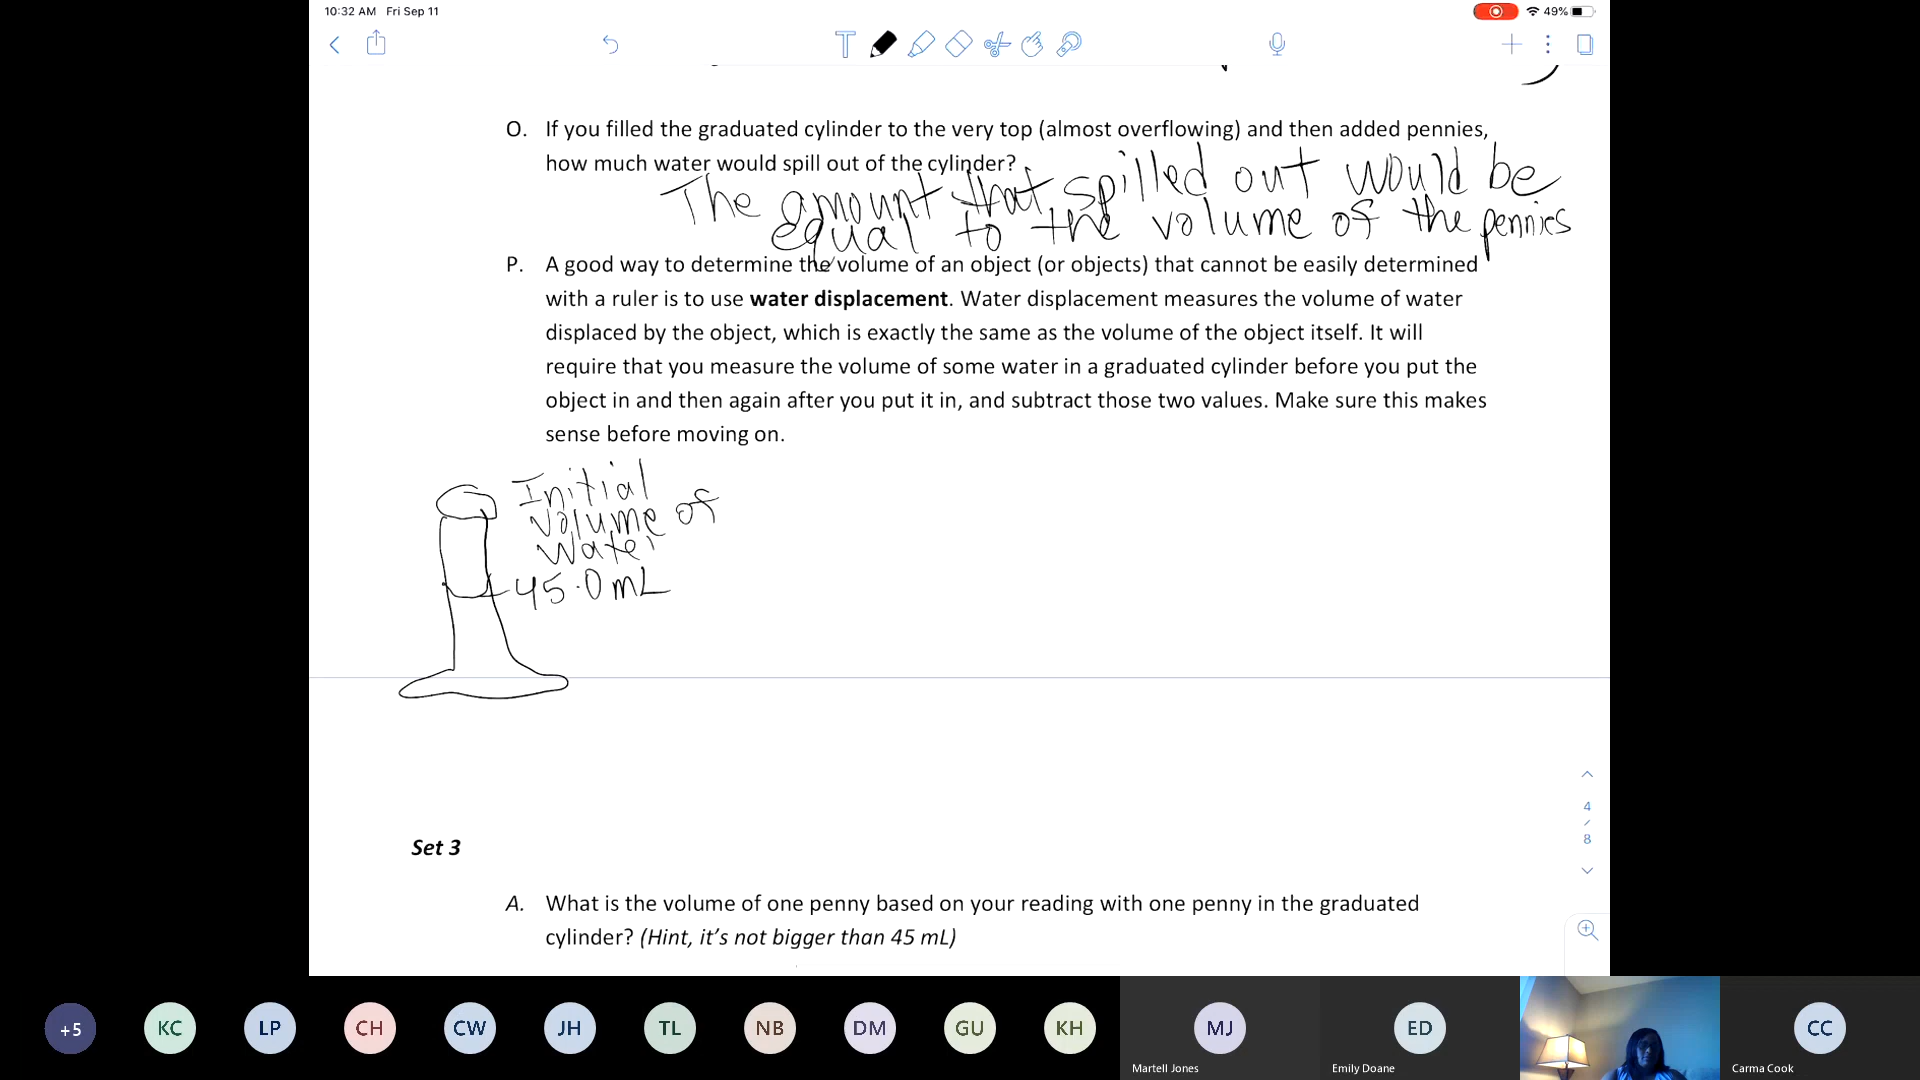 10:32 AM Fri Sep 11
49%
O. If you filled the graduated cylinder to the very top (almost overflowing) and then added pennies,
how much water would spill out of the cylinder?
The amount that spilled out would be
equal to the volume of the pennies
P. A good way to determine the volume of an object (or objects) that cannot be easily determined
with a ruler is to use water displacement. Water displacement measures the volume of water
displaced by the object, which is exactly the same as the volume of the object itself. It will
require that you measure the volume of some water in a graduated cylinder before you put the
object in and then again after you put it in, and subtract those two values. Make sure this makes
sense before moving on.
Initial
volume of
water
45.0 mL
4
/
8
Set 3
A. What is the volume of one penny based on your reading with one penny in the graduated
cylinder? (Hint, it's not bigger than 45 mL)
+5 KC LP CH CW JH TL NB DM GU KH MJ ED CC
Martell Jones Emily Doane Carma Cook